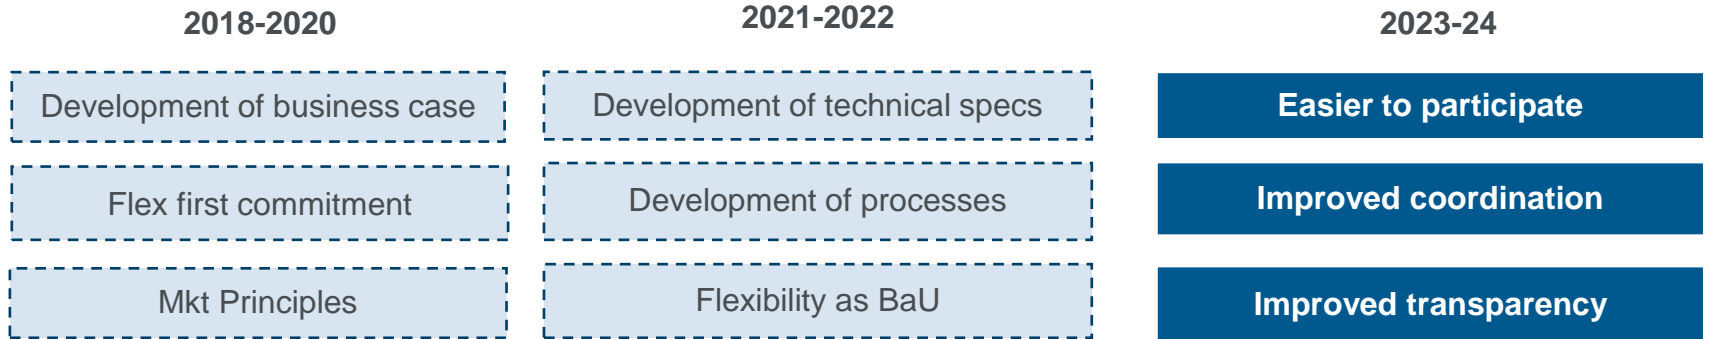 2018-2020
Development of business case
Flex first commitment
Mkt Principles
2021-2022
Development of technical specs
Development of processes
Flexibility as BaU
2023-24
Easier to participate
Improved coordination
Improved transparency